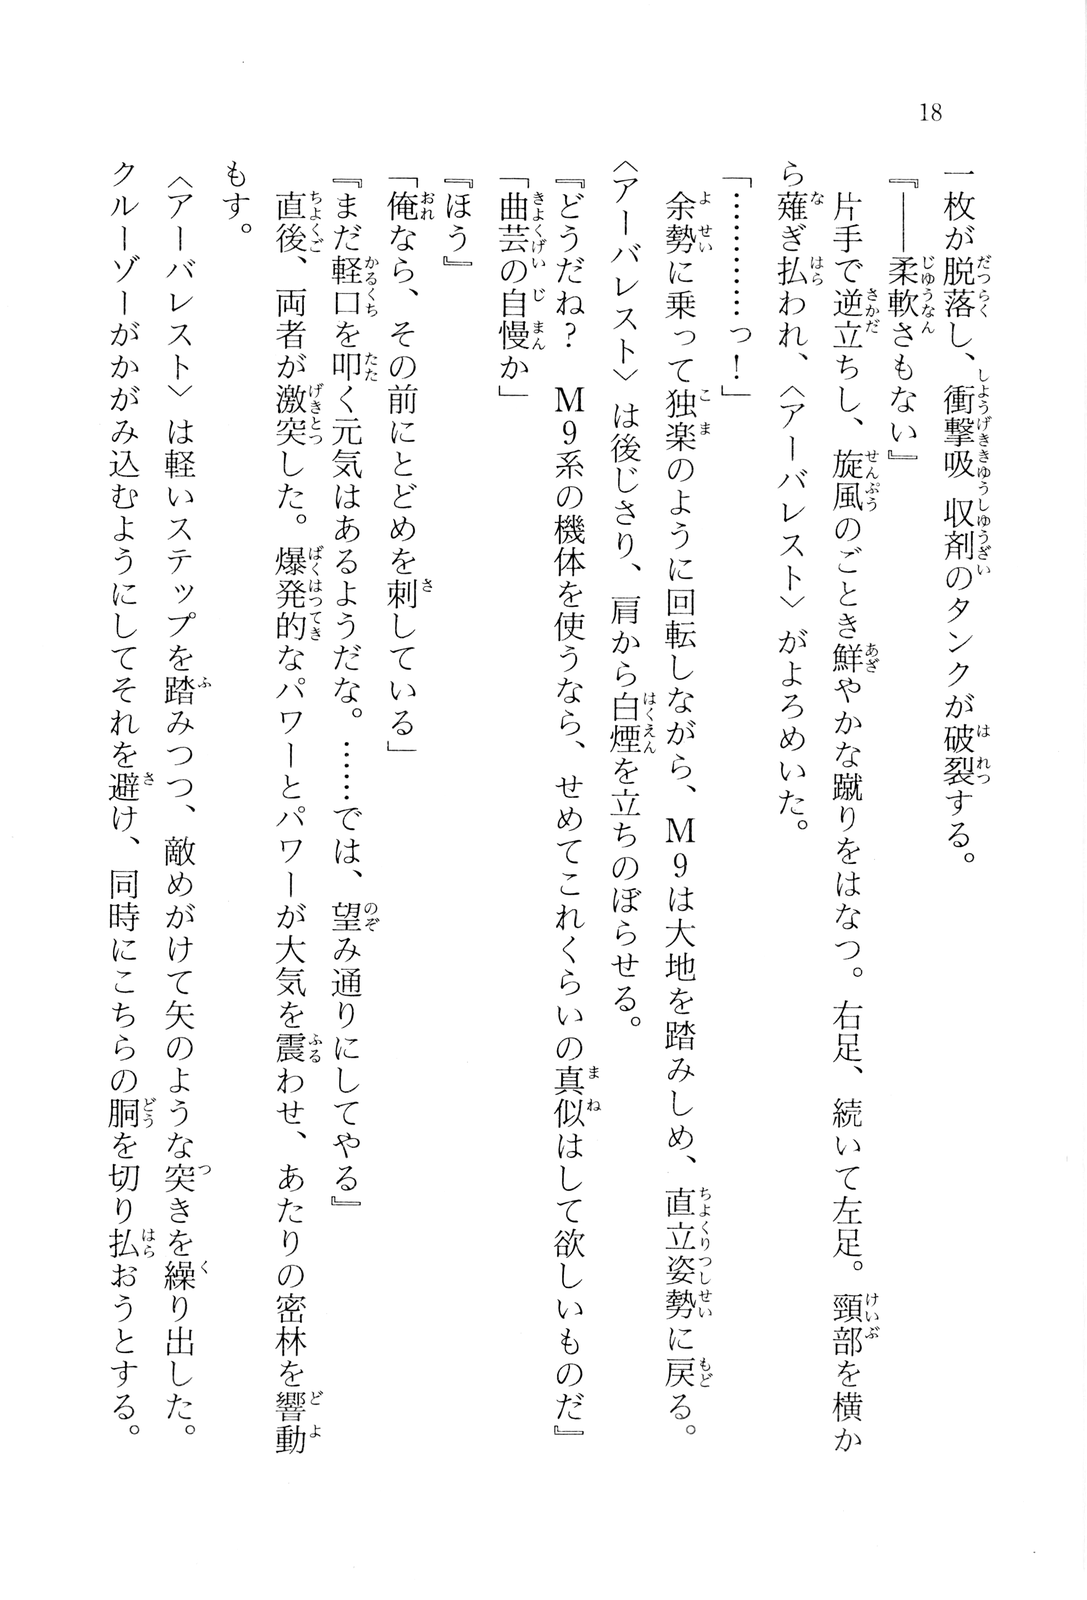 18
一枚が脱落し、衝撃吸収剤のタンクが破裂する。
『――柔軟さもない』
片手で逆立ちし、旋風のごとき鮮やかな蹴りをはなつ。右足、続いて左足。頸部を横か
ら薙ぎ払われ、〈アーバレスト〉がよろめいた。
「…………っ！」
余勢に乗って独楽のように回転しながら、Ｍ９は大地を踏みしめ、直立姿勢に戻る。
〈アーバレスト〉は後じさり、肩から白煙を立ちのぼらせる。
『どうだね？　Ｍ９系の機体を使うなら、せめてこれくらいの真似はして欲しいものだ』
「曲芸の自慢か」
『ほう』
「俺なら、その前にとどめを刺している」
『まだ軽口を叩く元気はあるようだな。……では、望み通りにしてやる』
直後、両者が激突した。爆発的なパワーとパワーが大気を震わせ、あたりの密林を響動
もす。
〈アーバレスト〉は軽いステップを踏みつつ、敵めがけて矢のような突きを繰り出した。
クルーゾーがかがみ込むようにしてそれを避け、同時にこちらの胴を切り払おうとする。